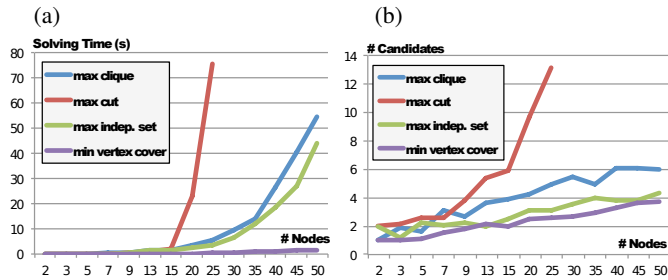 (a)
Solving Time (s)
80
70
60
50
40
30
20
10
0
max clique
max cut
max indep. set
min vertex cover
# Nodes
2 3 5 7 9 13 15 20 25 30 35 40 45 50
(b)
# Candidates
14
12
10
8
6
4
2
0
max clique
max cut
max indep. set
min vertex cover
# Nodes
2 3 5 7 9 13 15 20 25 30 35 40 45 50